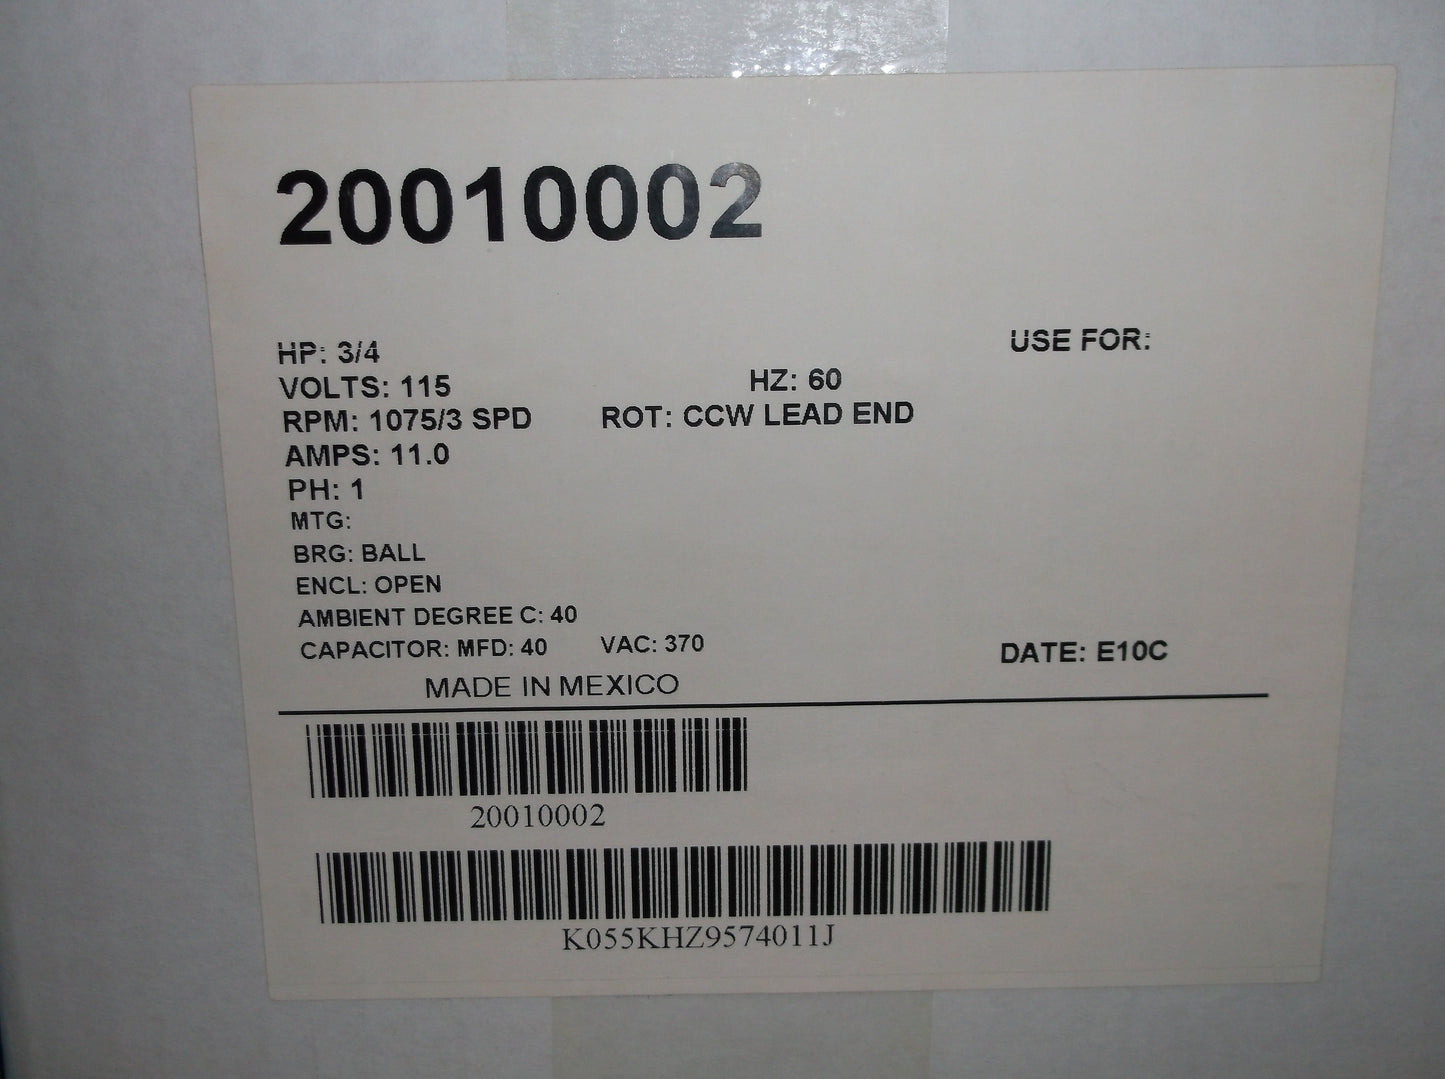 20010002
HP: 3/4
USE FOR:
VOLTS: 115 HZ: 60
RPM: 1075/3 SPD ROT: CCW LEAD END
AMPS: 11.0
PH: 1
MTG:
BRG: BALL
ENCL: OPEN
AMBIENT DEGREE C: 40
CAPACITOR: MFD: 40 VAC: 370 DATE: E10C
MADE IN MEXICO
20010002
K055KHZ9574011J